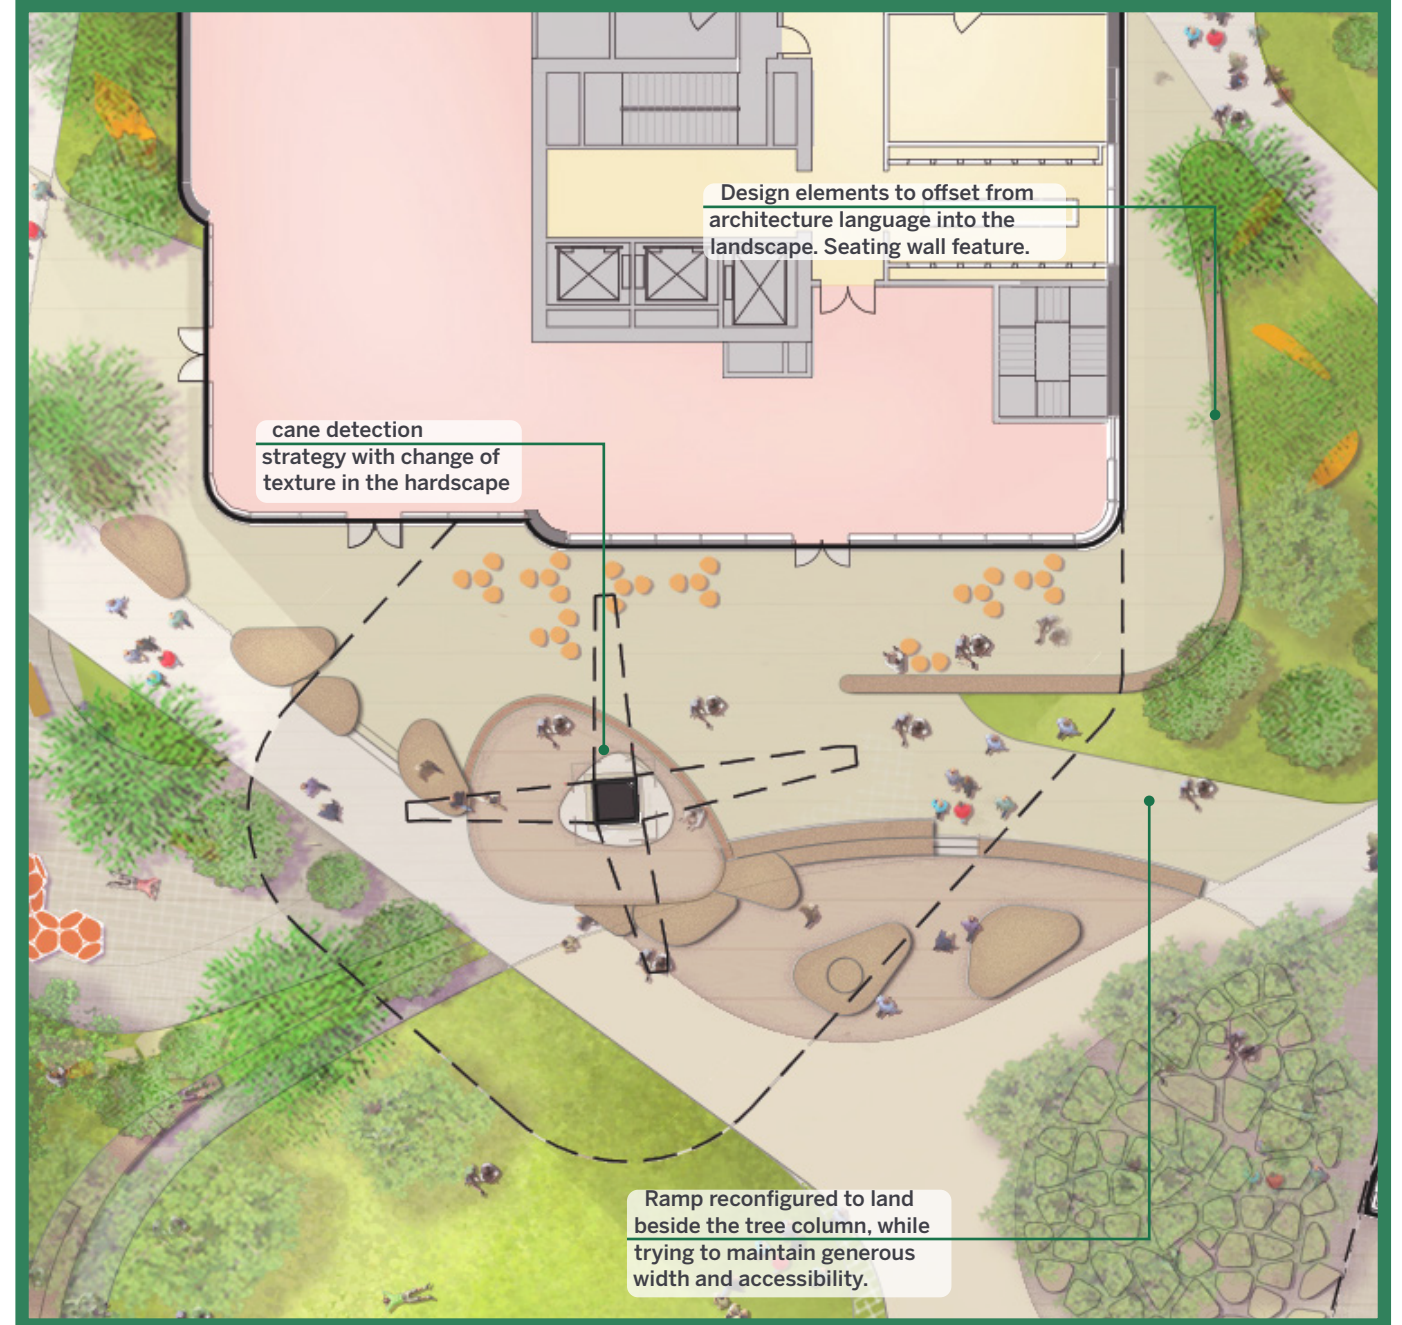 Design elements to offset from
architecture language into the
landscape. Seating wall feature.
cane detection
strategy with change of
texture in the hardscape
Ramp reconfigured to land
beside the tree column, while
trying to maintain generous
width and accessibility.